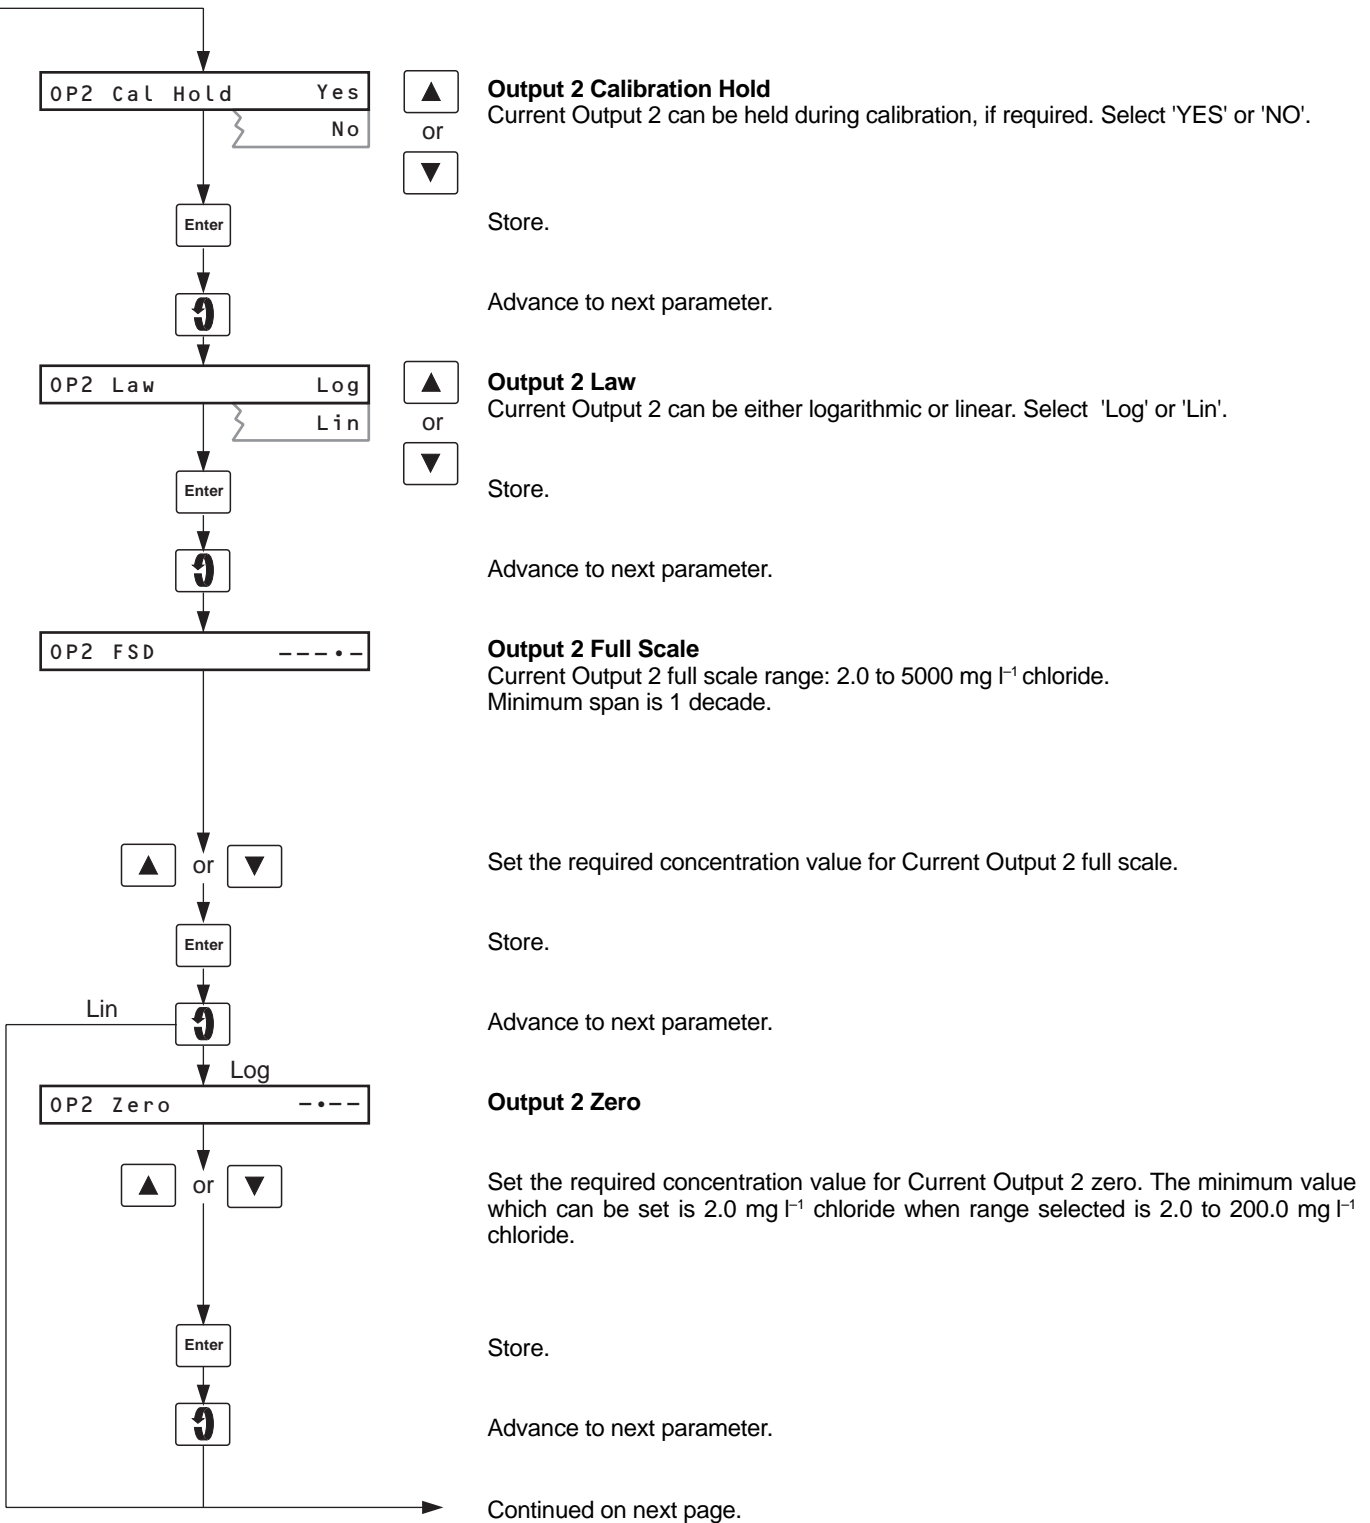 OP2 Cal Hold Yes
No
or
Output 2 Calibration Hold
Current Output 2 can be held during calibration, if required. Select 'YES' or 'NO'.
Enter
Store.
Advance to next parameter.
OP2 Law Log
Lin
or
Output 2 Law
Current Output 2 can be either logarithmic or linear. Select 'Log' or 'Lin'.
Enter
Store.
Advance to next parameter.
OP2 FSD –––•–
Output 2 Full Scale
Current Output 2 full scale range: 2.0 to 5000 mg l⁻¹ chloride.
Minimum span is 1 decade.
or
Set the required concentration value for Current Output 2 full scale.
Enter
Store.
Lin
Advance to next parameter.
Log
OP2 Zero –•––
Output 2 Zero
or
Set the required concentration value for Current Output 2 zero. The minimum value
which can be set is 2.0 mg l⁻¹ chloride when range selected is 2.0 to 200.0 mg l⁻¹
chloride.
Enter
Store.
Advance to next parameter.
Continued on next page.